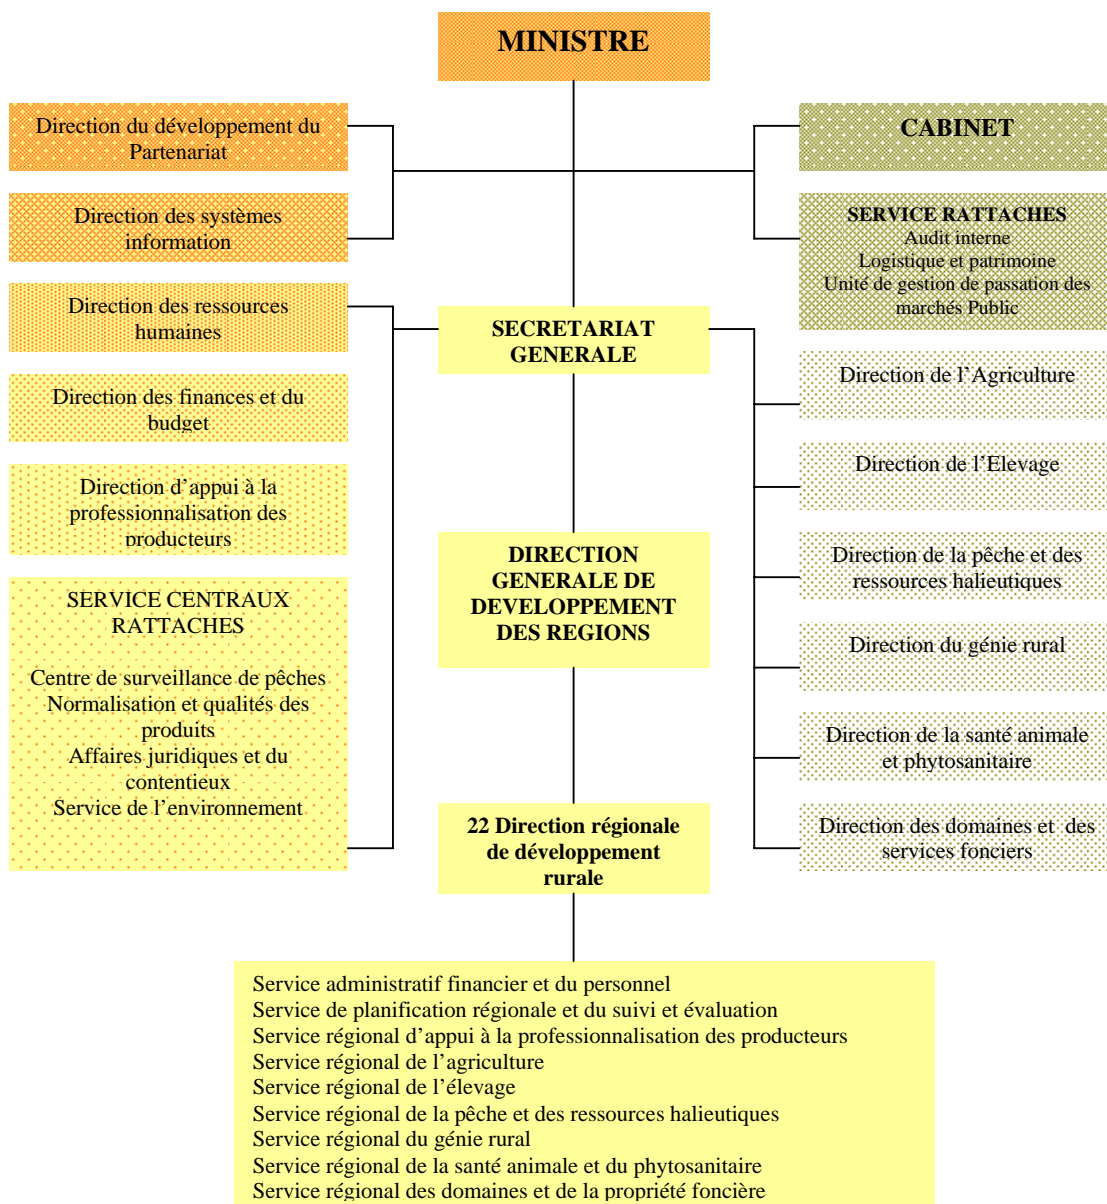 MINISTRE
Direction du développement du
Partenariat
CABINET
Direction des systèmes
information
SERVICE RATTACHES
Audit interne
Logistique et patrimoine
Unité de gestion de passation des
marchés Public
Direction des ressources
humaines
SECRETARIAT
GENERALE
Direction de l’Agriculture
Direction des finances et du
budget
Direction de l’Elevage
Direction d’appui à la
professionnalisation des
producteurs
DIRECTION
GENERALE DE
DEVELOPPEMENT
DES REGIONS
Direction de la pêche et des
ressources halieutiques
SERVICE CENTRAUX
RATTACHES
Centre de surveillance de pêches
Normalisation et qualités des
produits
Affaires juridiques et du
contentieux
Service de l’environnement
Direction du génie rural
Direction de la santé animale
et phytosanitaire
22 Direction régionale
de développement
rurale
Direction des domaines et des
services fonciers
Service administratif financier et du personnel
Service de planification régionale et du suivi et évaluation
Service régional d’appui à la professionnalisation des producteurs
Service régional de l’agriculture
Service régional de l’élevage
Service régional de la pêche et des ressources halieutiques
Service régional du génie rural
Service régional de la santé animale et du phytosanitaire
Service régional des domaines et de la propriété foncière